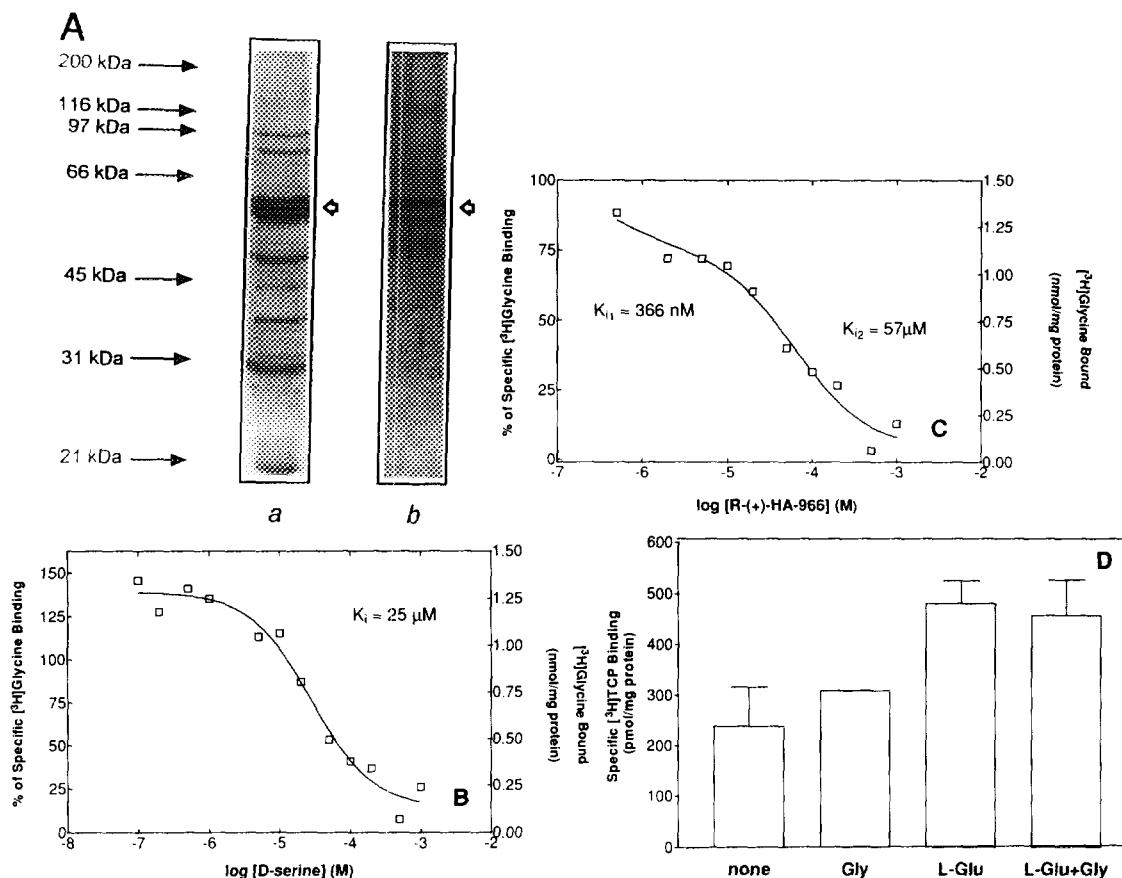 A
200 kDa
116 kDa
97 kDa
66 kDa
45 kDa
31 kDa
21 kDa
a
b
% of Specific [³H]Glycine Binding
100
75
50
25
0
1.50
1.25
1.00
0.75
0.50
0.25
0.00
[³H]Glycine Bound
(nmol/mg protein)
Ki1 = 366 nM
Ki2 = 57µM
C
-7
-6
-5
-4
-3
-2
log [R-(+)-HA-966] (M)
% of Specific [³H]Glycine Binding
150
125
100
75
50
25
0
1.50
1.25
1.00
0.75
0.50
0.25
0.00
[³H]Glycine Bound
(nmol/mg protein)
Ki = 25 µM
B
-8
-7
-6
-5
-4
-3
-2
log [D-serine] (M)
Specific [³H]TCP Binding
(pmol/mg protein)
600
500
400
300
200
100
0
D
none
Gly
L-Glu
L-Glu+Gly